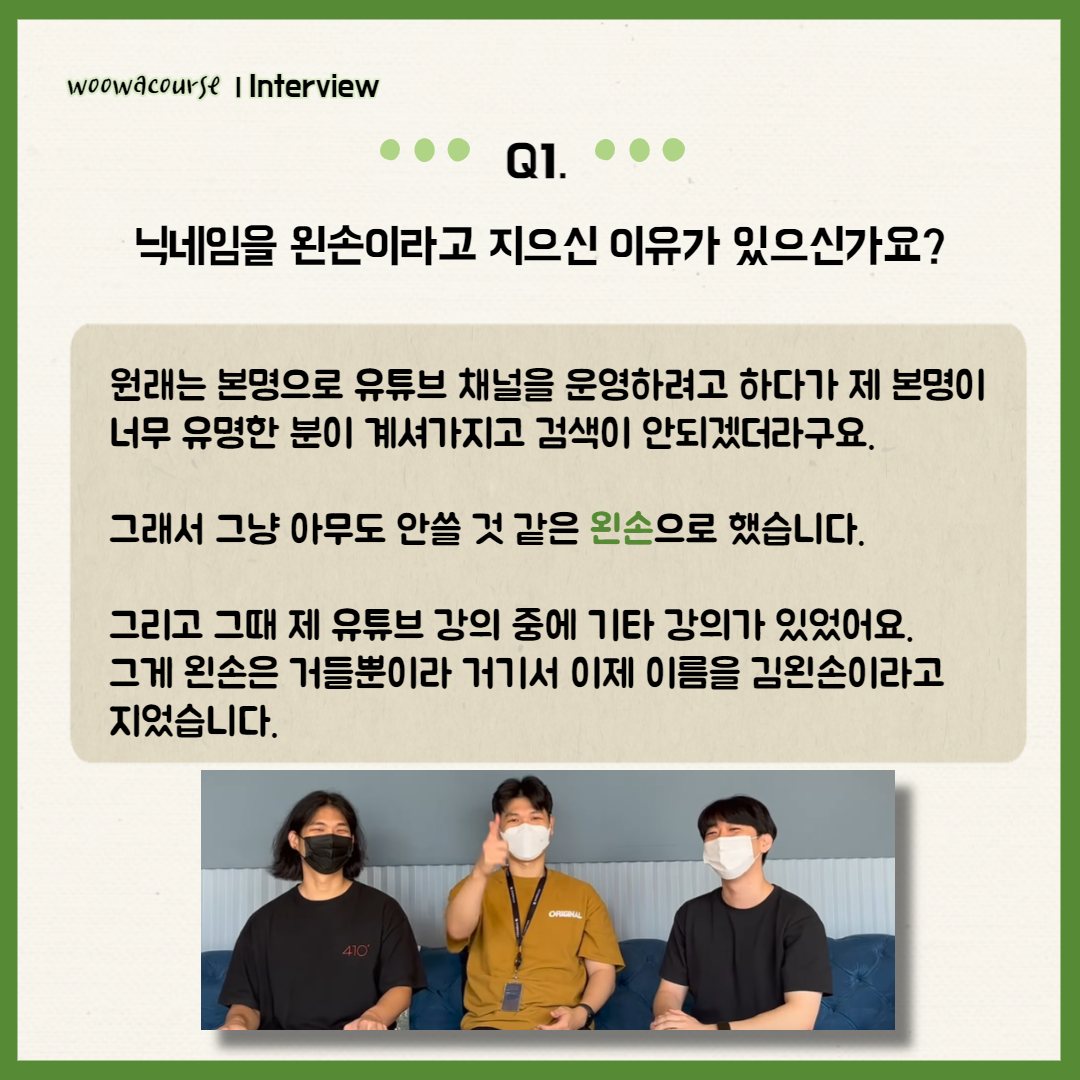 woowacourse | Interview
Q1.
닉네임을 왼손이라고 지으신 이유가 있으신가요?
원래는 본명으로 유튜브 채널을 운영하려고 하다가 제 본명이
너무 유명한 분이 계셔가지고 검색이 안되겠더라구요.
그래서 그냥 아무도 안쓸 것 같은 왼손으로 했습니다.
그리고 그때 제 유튜브 강의 중에 기타 강의가 있었어요.
그게 왼손은 거들뿐이라 거기서 이제 이름을 김왼손이라고
지었습니다.
410°
ORIGINAL